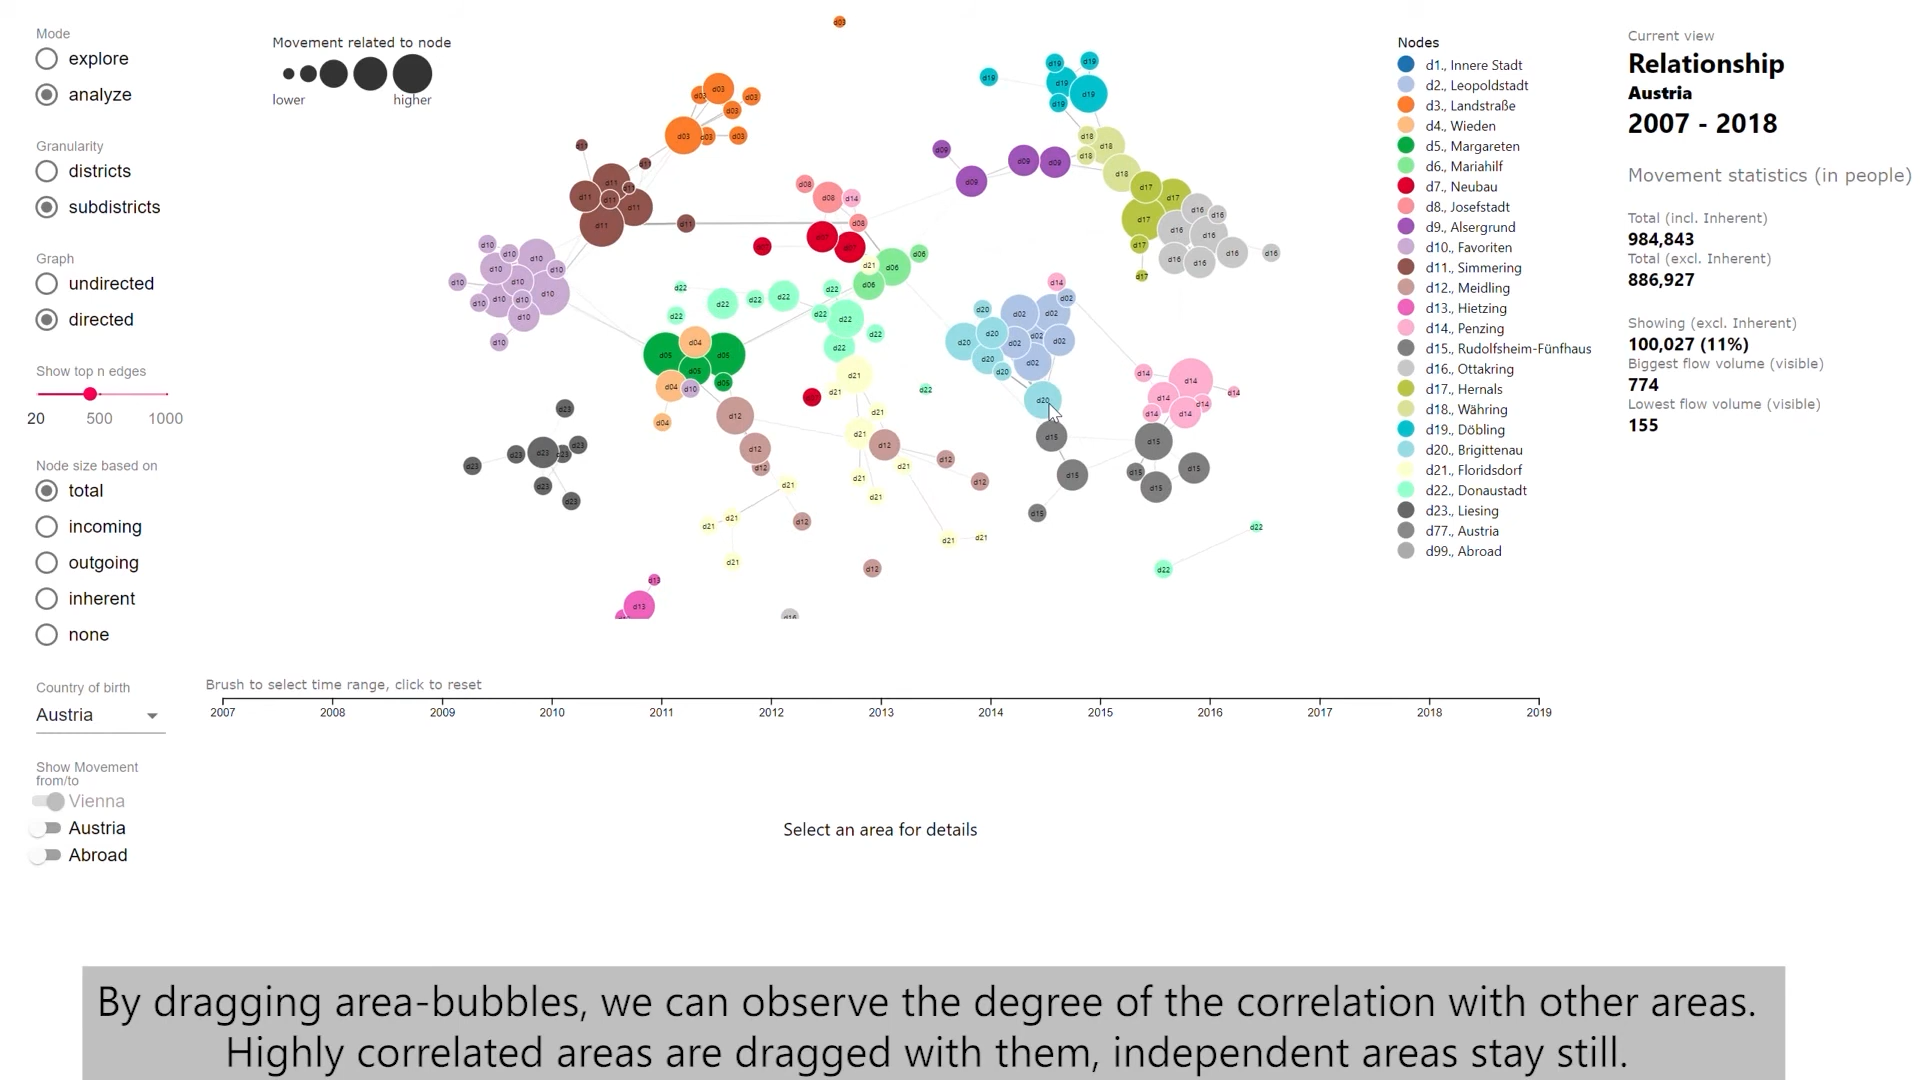 Mode
explore
analyze
Granularity
districts
subdistricts
Graph
undirected
directed
Show top n edges
20 500 1000
Node size based on
total
incoming
outgoing
inherent
none
Country of birth
Austria
Show Movement
from/to
Vienna
Austria
Abroad
Movement related to node
lower higher
Brush to select time range, click to reset
2007 2008 2009 2010 2011 2012 2013 2014 2015 2016 2017 2018 2019
Select an area for details
Nodes
d1., Innere Stadt
d2., Leopoldstadt
d3., Landstraße
d4., Wieden
d5., Margareten
d6., Mariahilf
d7., Neubau
d8., Josefstadt
d9., Alsergrund
d10., Favoriten
d11., Simmering
d12., Meidling
d13., Hietzing
d14., Penzing
d15., Rudolfsheim-Fünfhaus
d16., Ottakring
d17., Hernals
d18., Währing
d19., Döbling
d20., Brigittenau
d21., Floridsdorf
d22., Donaustadt
d23., Liesing
d77., Austria
d99., Abroad
Current view
Relationship
Austria
2007 - 2018
Movement statistics (in people)
Total (incl. Inherent)
984,843
Total (excl. Inherent)
886,927
Showing (excl. Inherent)
100,027 (11%)
Biggest flow volume (visible)
774
Lowest flow volume (visible)
155
By dragging area-bubbles, we can observe the degree of the correlation with other areas.
Highly correlated areas are dragged with them, independent areas stay still.